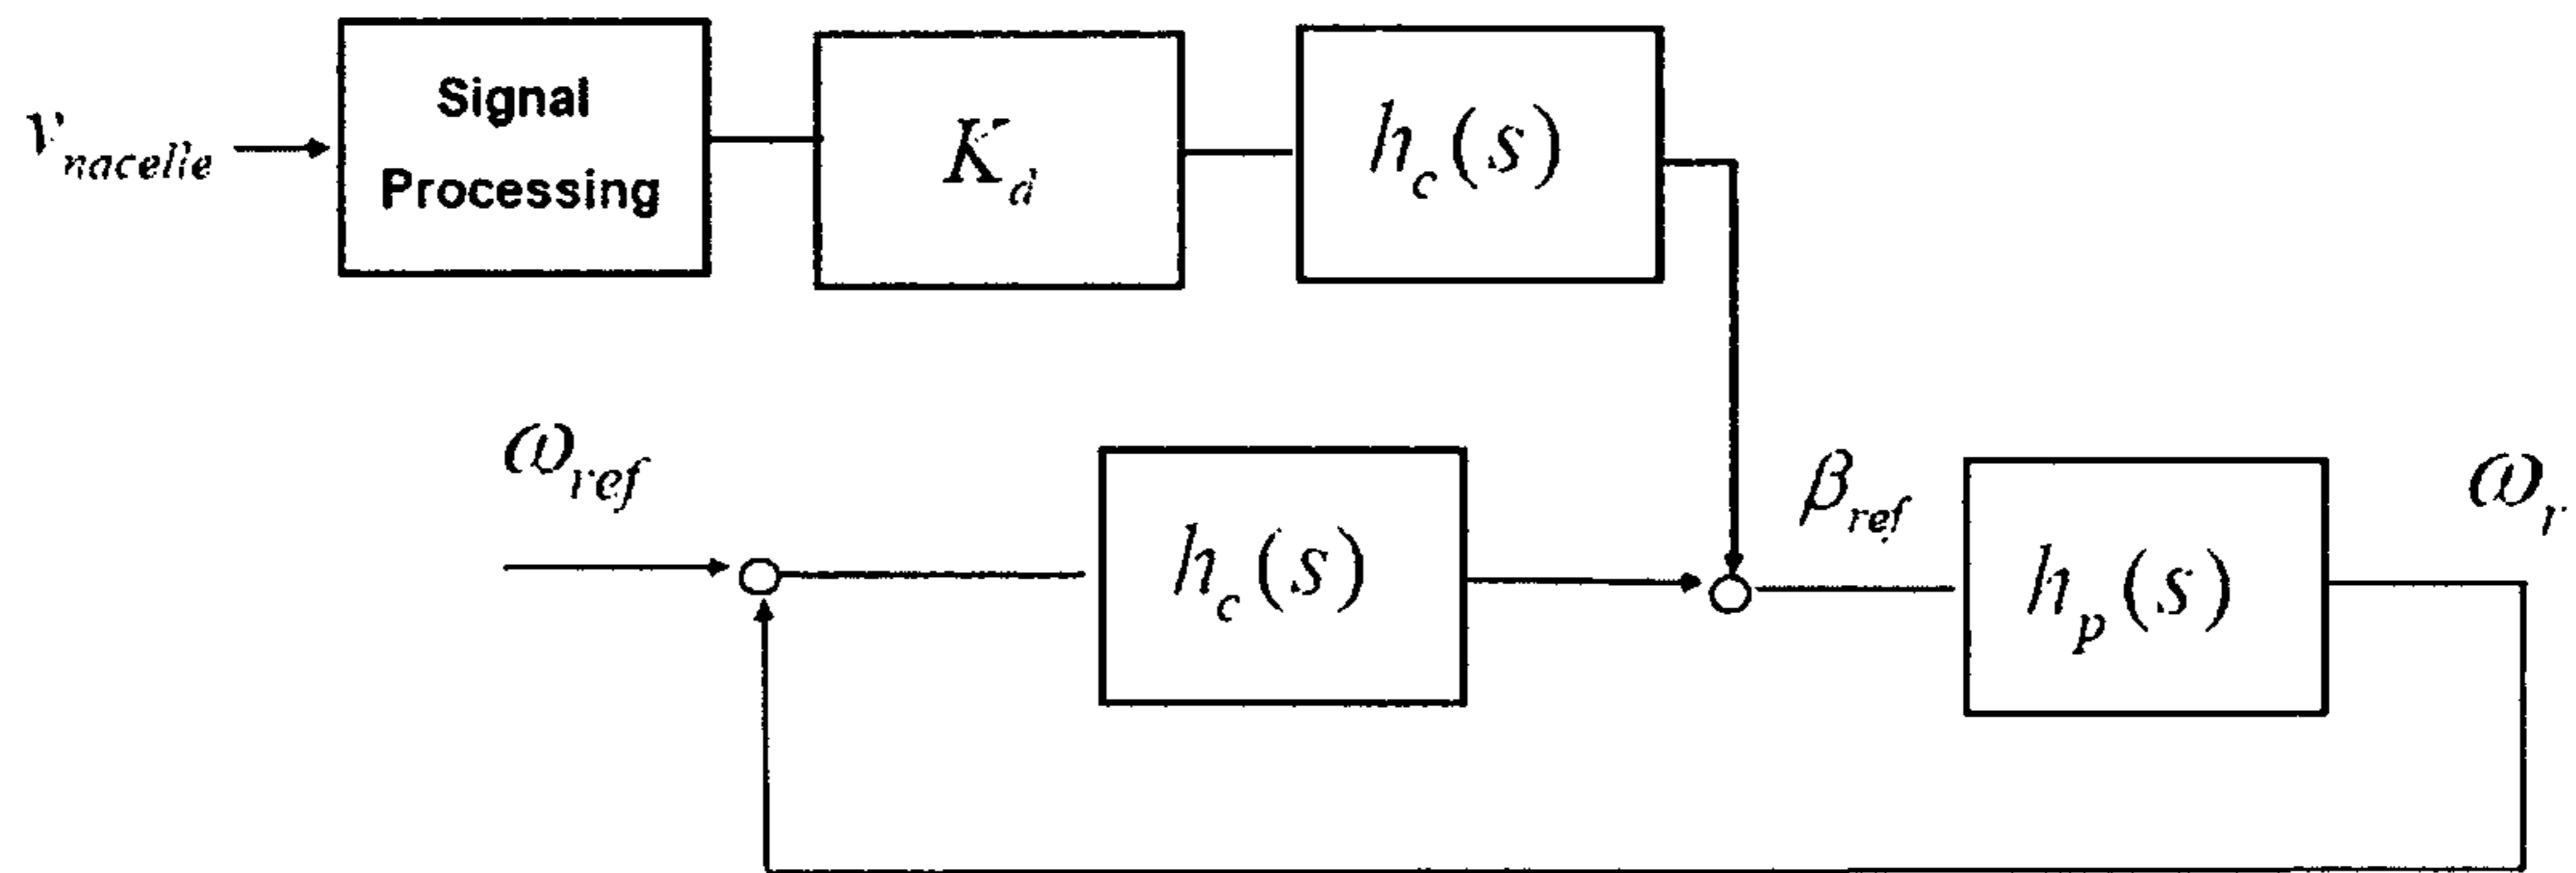 v_nacelle
Signal
Processing
K_d
h_c(s)
ω_ref
h_c(s)
β_ref
h_p(s)
ω_r